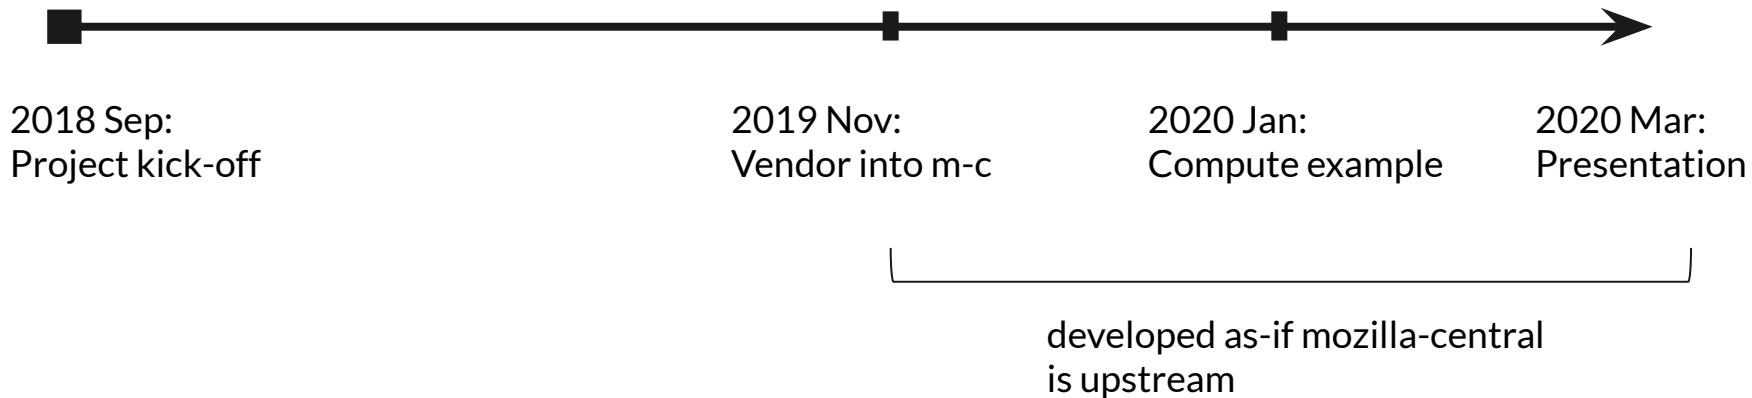 2018 Sep:
Project kick-off
2019 Nov:
Vendor into m-c
2020 Jan:
Compute example
2020 Mar:
Presentation
developed as-if mozilla-central
is upstream